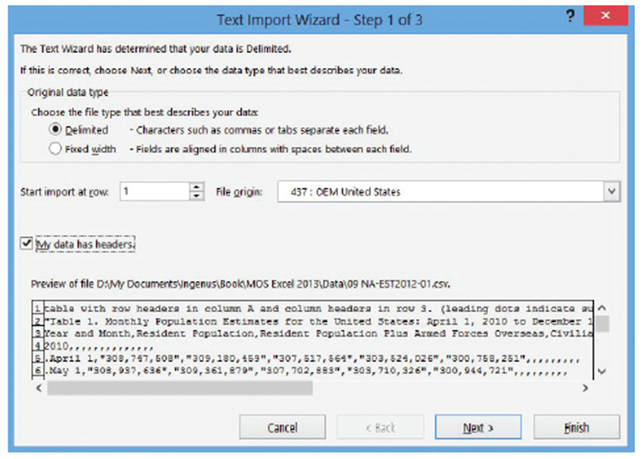 Text Import Wizard - Step 1 of 3
? ×
The Text Wizard has determined that your data is Delimited.
If this is correct, choose Next, or choose the data type that best describes your data.
Original data type
Choose the file type that best describes your data:
Delimited - Characters such as commas or tabs separate each field.
Fixed width - Fields are aligned in columns with spaces between each field.
Start import at row: 1 File origin: 437 : OEM United States
My data has headers.
Preview of file D:\My Documents\Ingenus\Book\MOS Excel 2013\Data\09 NA-EST2012-01.csv.
1 table with row headers in column A and column headers in row 3. (leading dots indicate su
2 "Table 1. Monthly Population Estimates for the United States: April 1, 2010 to December 1
3 Year and Month,Resident Population,Resident Population Plus Armed Forces Overseas,Civilia
4 2010,,,,,,,,,,,,,,
5 .April 1,"308,747,508","309,180,459","307,517,564","303,524,026","300,758,251",,,,,,,,,
6 .May 1,"308,937,636","309,361,879","307,702,883","303,710,326","300,944,721",,,,,,,,,
Cancel < Back Next > Finish